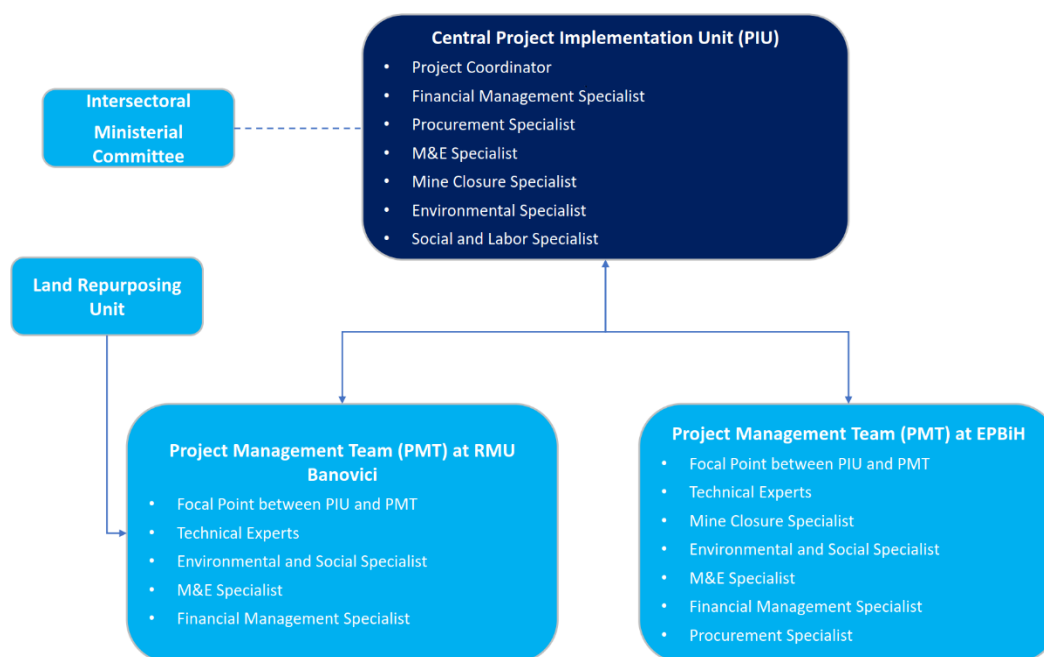 Central Project Implementation Unit (PIU)
• Project Coordinator
• Financial Management Specialist
• Procurement Specialist
• M&E Specialist
• Mine Closure Specialist
• Environmental Specialist
• Social and Labor Specialist
Intersectoral
Ministerial
Committee
Land Repurposing
Unit
Project Management Team (PMT) at RMU
Banovici
• Focal Point between PIU and PMT
• Technical Experts
• Environmental and Social Specialist
• M&E Specialist
• Financial Management Specialist
Project Management Team (PMT) at EPBiH
• Focal Point between PIU and PMT
• Technical Experts
• Mine Closure Specialist
• Environmental and Social Specialist
• M&E Specialist
• Financial Management Specialist
• Procurement Specialist